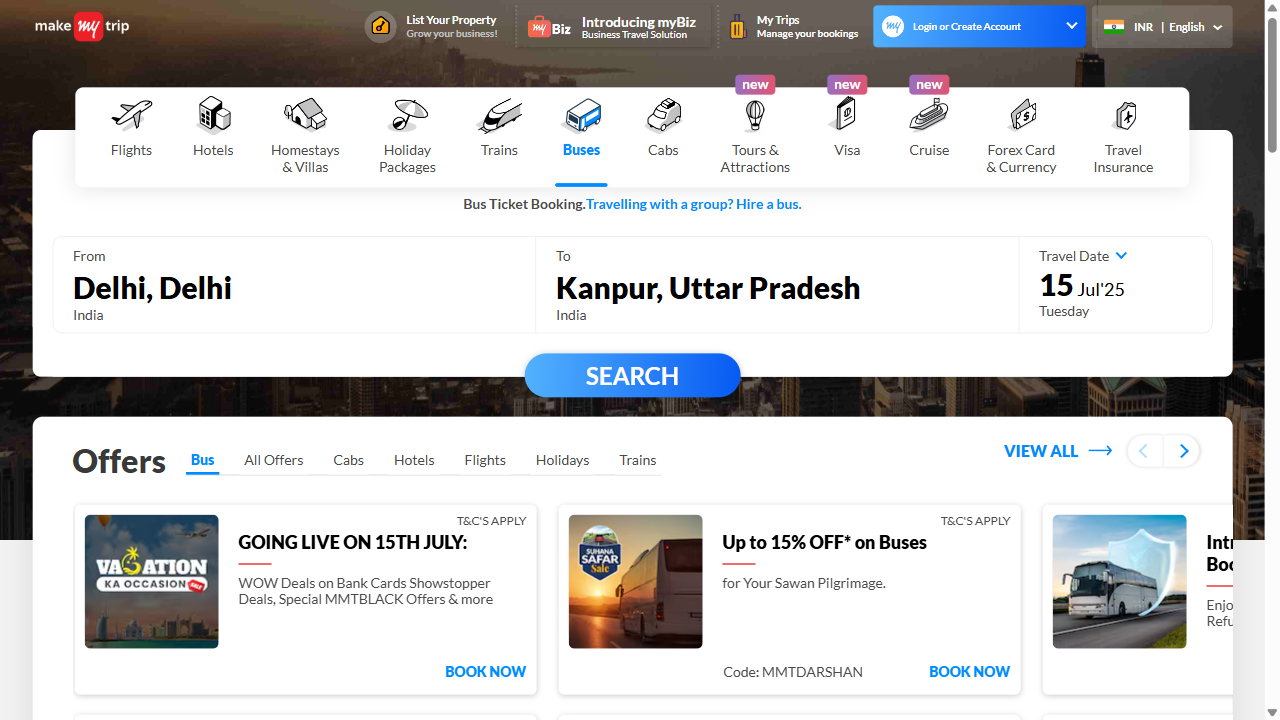 make my trip
List Your Property
Grow your business!
my Biz
Introducing myBiz
Business Travel Solution
My Trips
Manage your bookings
my
Login or Create Account
INR | English
new
new
new
Flights
Hotels
Homestays
& Villas
Holiday
Packages
Trains
Buses
Cabs
Tours &
Attractions
Visa
Cruise
Forex Card
& Currency
Travel
Insurance
Bus Ticket Booking.Travelling with a group? Hire a bus.
From
Delhi, Delhi
India
To
Kanpur, Uttar Pradesh
India
Travel Date
15 Jul'25
Tuesday
SEARCH
Offers
Bus
All Offers
Cabs
Hotels
Flights
Holidays
Trains
VIEW ALL
T&C'S APPLY
VACATION
KA OCCASION SALE
GOING LIVE ON 15TH JULY:
WOW Deals on Bank Cards Showstopper
Deals, Special MMTBLACK Offers & more
BOOK NOW
T&C'S APPLY
SUHANA
SAFAR
Sale
Up to 15% OFF* on Buses
for Your Sawan Pilgrimage.
Code: MMTDARSHAN
BOOK NOW